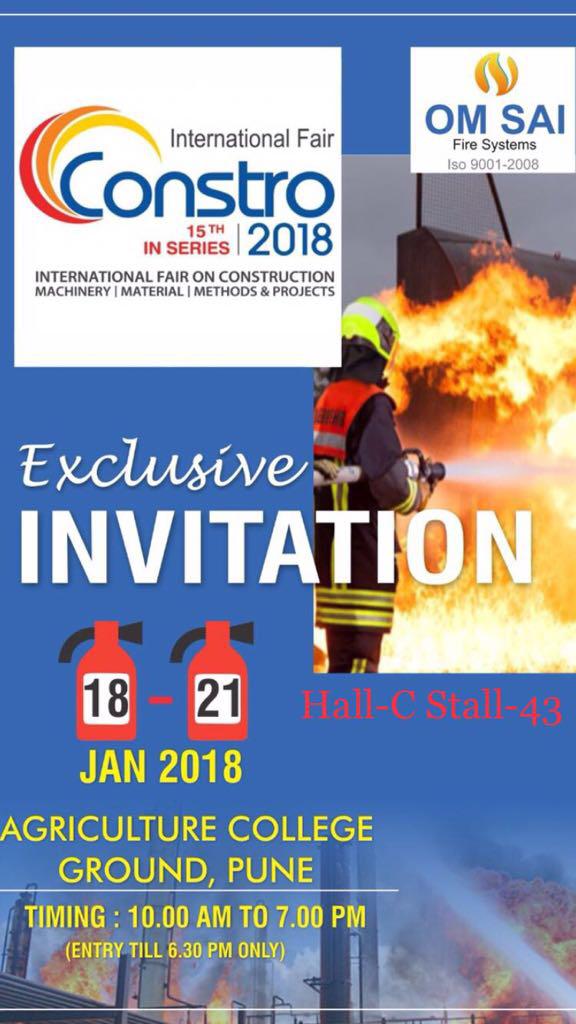 International Fair
Constro
15TH
IN SERIES | 2018
INTERNATIONAL FAIR ON CONSTRUCTION
MACHINERY | MATERIAL | METHODS & PROJECTS
OM SAI
Fire Systems
Iso 9001-2008
Exclusive
INVITATION
18 - 21
JAN 2018
Hall-C Stall-43
AGRICULTURE COLLEGE
GROUND, PUNE
TIMING : 10.00 AM TO 7.00 PM
(ENTRY TILL 6.30 PM ONLY)